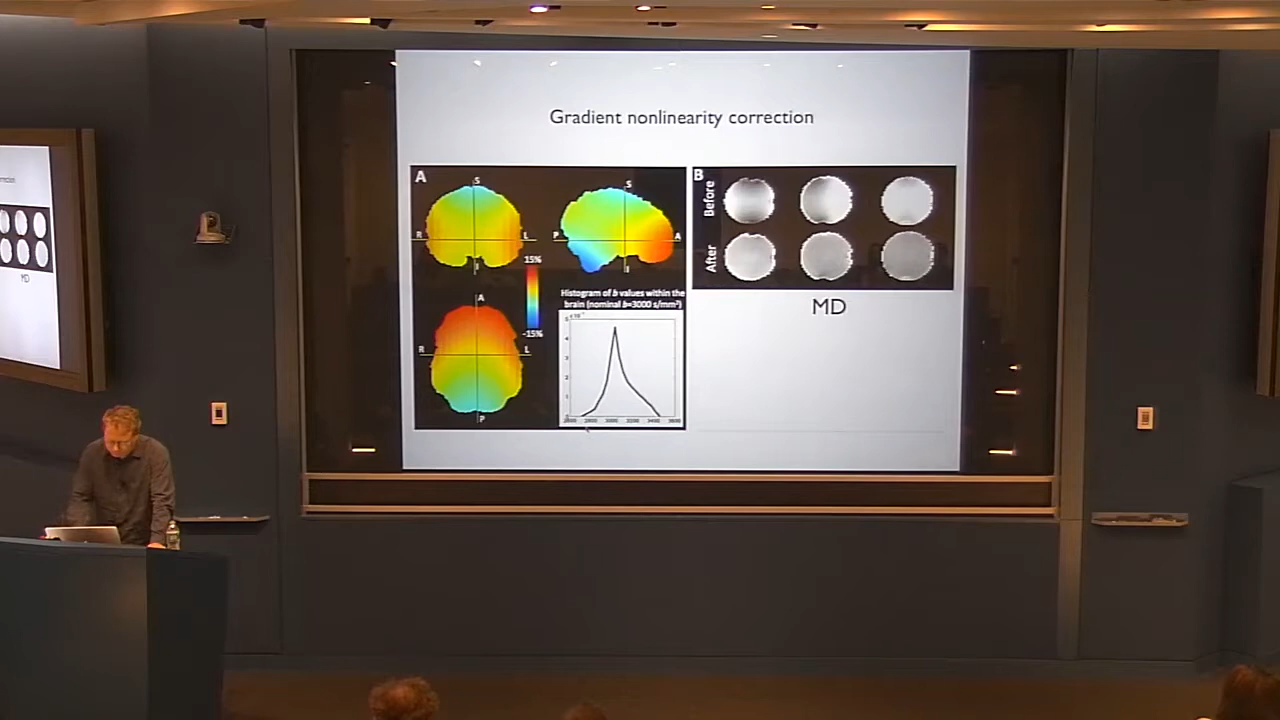 Gradient nonlinearity correction
A
S
R
L
I
S
P
A
I
15%
-15%
A
R
L
P
Histogram of b values within the
brain (nominal b=3000 s/mm²)
B
Before
After
MD
MD